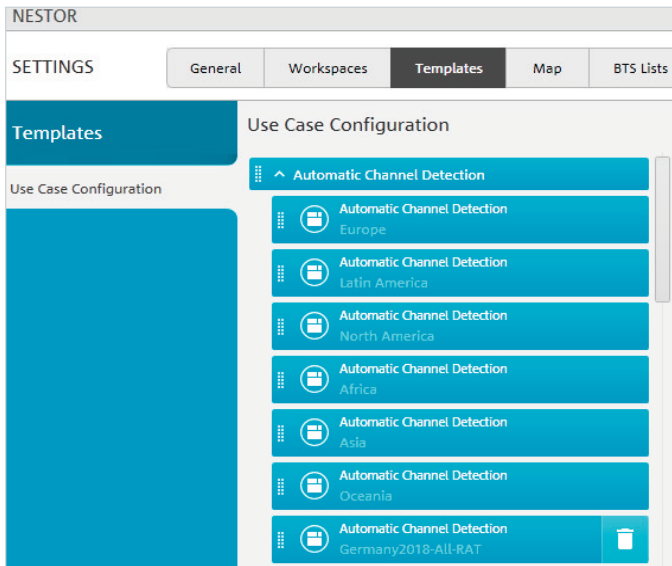 NESTOR
SETTINGS
General
Workspaces
Templates
Map
BTS Lists
Templates
Use Case Configuration
Use Case Configuration
Automatic Channel Detection
Automatic Channel Detection
Europe
Automatic Channel Detection
Latin America
Automatic Channel Detection
North America
Automatic Channel Detection
Africa
Automatic Channel Detection
Asia
Automatic Channel Detection
Oceania
Automatic Channel Detection
Germany2018-All-RAT